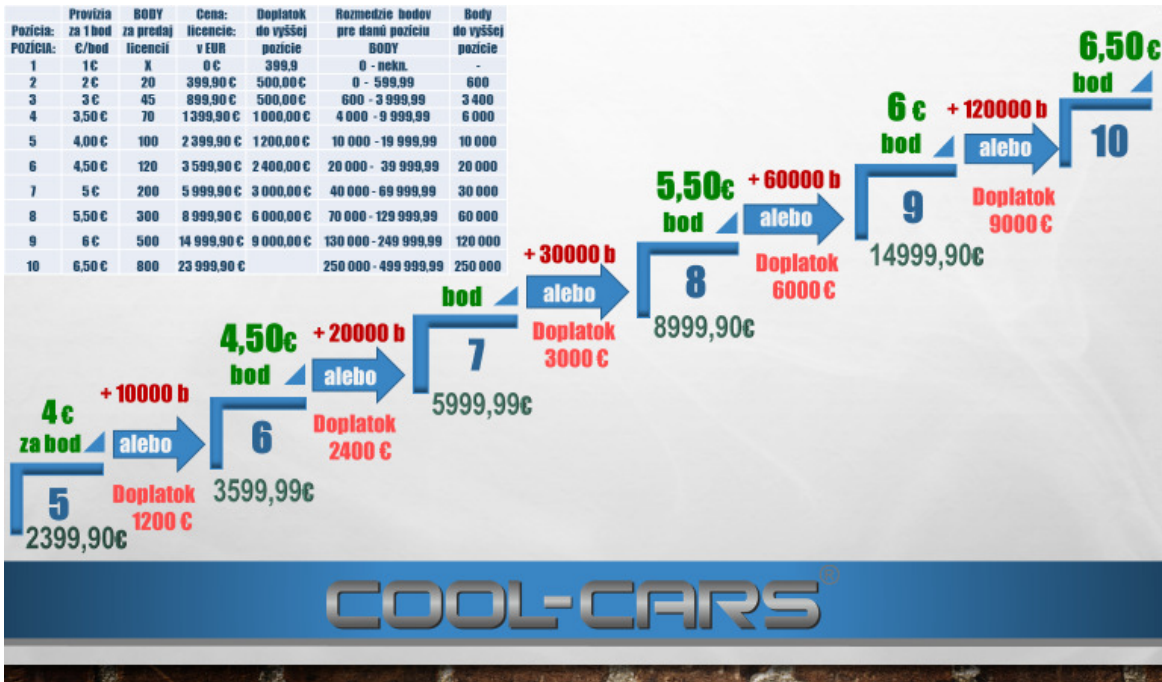 Provízia BODY Cena: Doplatok Rozmedzie bodov Body
Pozícia: za 1 bod za predaj licencie: do vyššej pre danú pozíciu do vyššej
POZÍCIA: €/bod licencií v EUR pozície BODY pozície
1 1 € X 0 € 399,9 0 - nekn. -
2 2 € 20 399,90 € 500,00 € 0 - 599,99 600
3 3 € 45 899,90 € 500,00 € 600 - 3 999,99 3 400
4 3,50 € 70 1 399,90 € 1 000,00 € 4 000 - 9 999,99 6 000
5 4,00 € 100 2 399,90 € 1 200,00 € 10 000 - 19 999,99 10 000
6 4,50 € 120 3 599,90 € 2 400,00 € 20 000 - 39 999,99 20 000
7 5 € 200 5 999,90 € 3 000,00 € 40 000 - 69 999,99 30 000
8 5,50 € 300 8 999,90 € 6 000,00 € 70 000 - 129 999,99 60 000
9 6 € 500 14 999,90 € 9 000,00 € 130 000 - 249 999,99 120 000
10 6,50 € 800 23 999,90 € 250 000 - 499 999,99 250 000
4 €
za bod
5
2399,90€
+ 10000 b
alebo
Doplatok
1200 €
4,50€
bod
6
3599,99€
+ 20000 b
alebo
Doplatok
2400 €
bod
7
5999,99€
+ 30000 b
alebo
Doplatok
3000 €
5,50€
bod
8
8999,90€
+ 60000 b
alebo
Doplatok
6000 €
6 €
bod
9
14999,90€
+ 120000 b
alebo
Doplatok
9000 €
6,50€
bod
10
COOL-CARS®